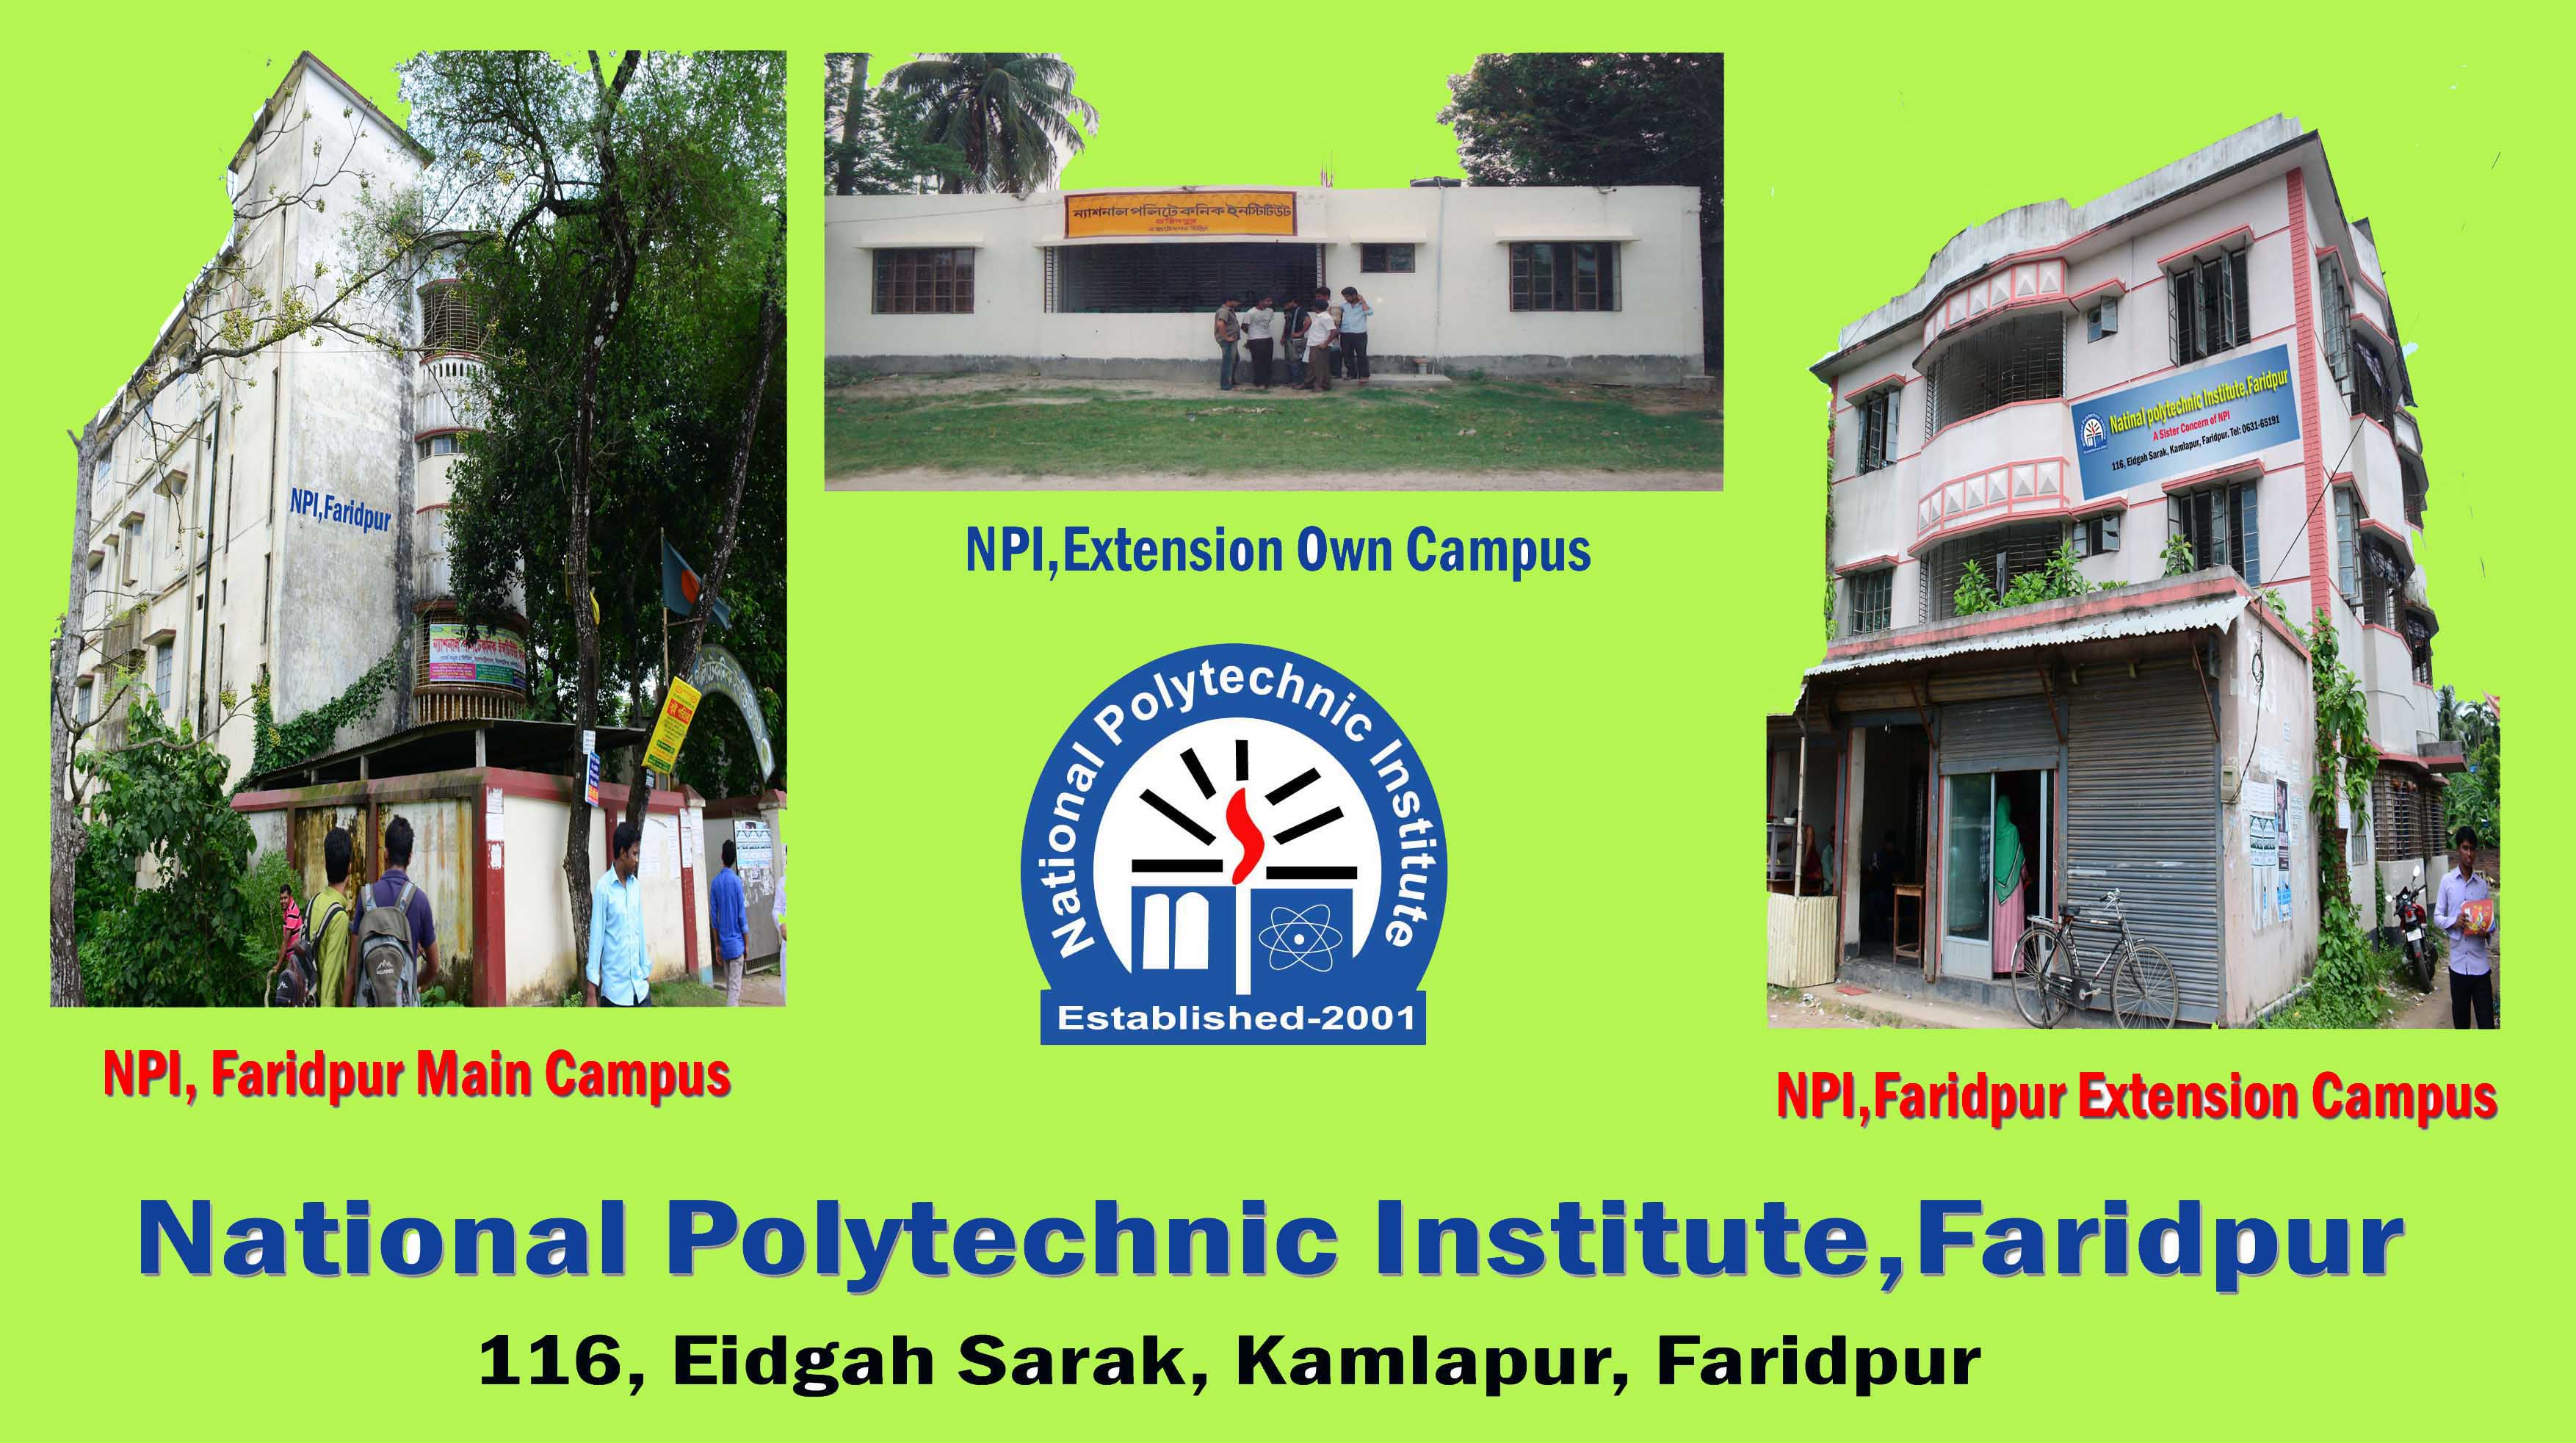 NPI,Faridpur
ন্যাশনাল পলিটেকনিক ইনস্টিটিউট
ফরিদপুর
Natinal polytechnic Institute,Faridpur
A Sister Concern of NPI
116, Eidgah Sarak, Kamlapur, Faridpur. Tel: 0631-65191
NPI,Extension Own Campus
National Polytechnic Institute
Established-2001
NPI, Faridpur Main Campus
NPI,Faridpur Extension Campus
National Polytechnic Institute,Faridpur
116, Eidgah Sarak, Kamlapur, Faridpur